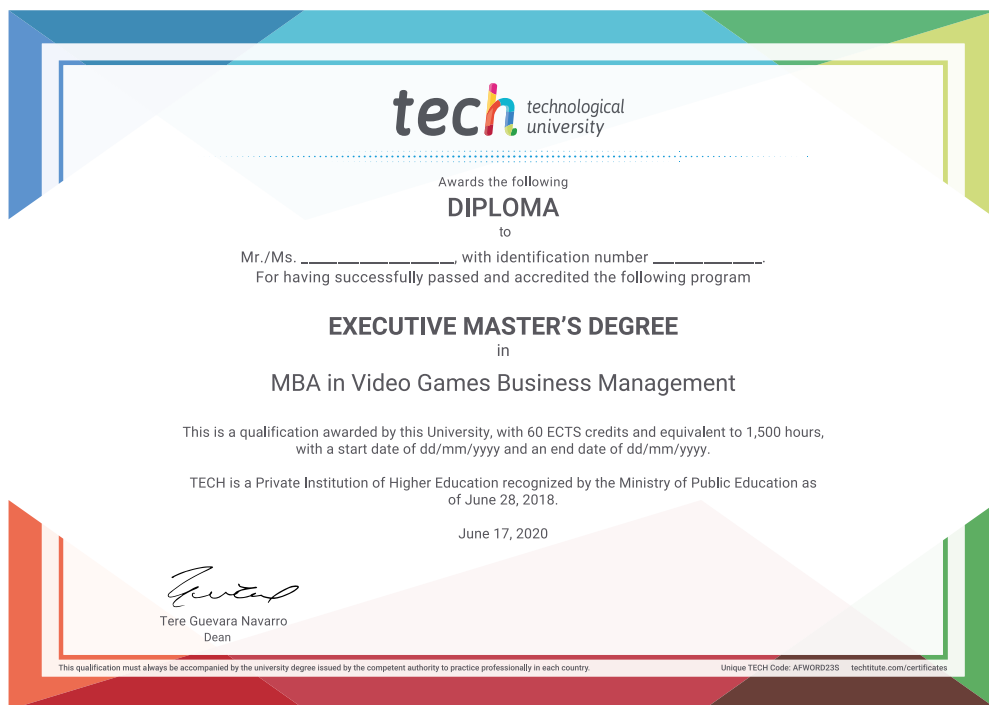 tech technological
university
Awards the following
DIPLOMA
to
Mr./Ms. ____________________, with identification number ______________.
For having successfully passed and accredited the following program
EXECUTIVE MASTER'S DEGREE
in
MBA in Video Games Business Management
This is a qualification awarded by this University, with 60 ECTS credits and equivalent to 1,500 hours,
with a start date of dd/mm/yyyy and an end date of dd/mm/yyyy.
TECH is a Private Institution of Higher Education recognized by the Ministry of Public Education as
of June 28, 2018.
June 17, 2020
Tere Guevara Navarro
Dean
This qualification must always be accompanied by the university degree issued by the competent authority to practice professionally in each country.
Unique TECH Code: AFWORD23S techtitute.com/certificates